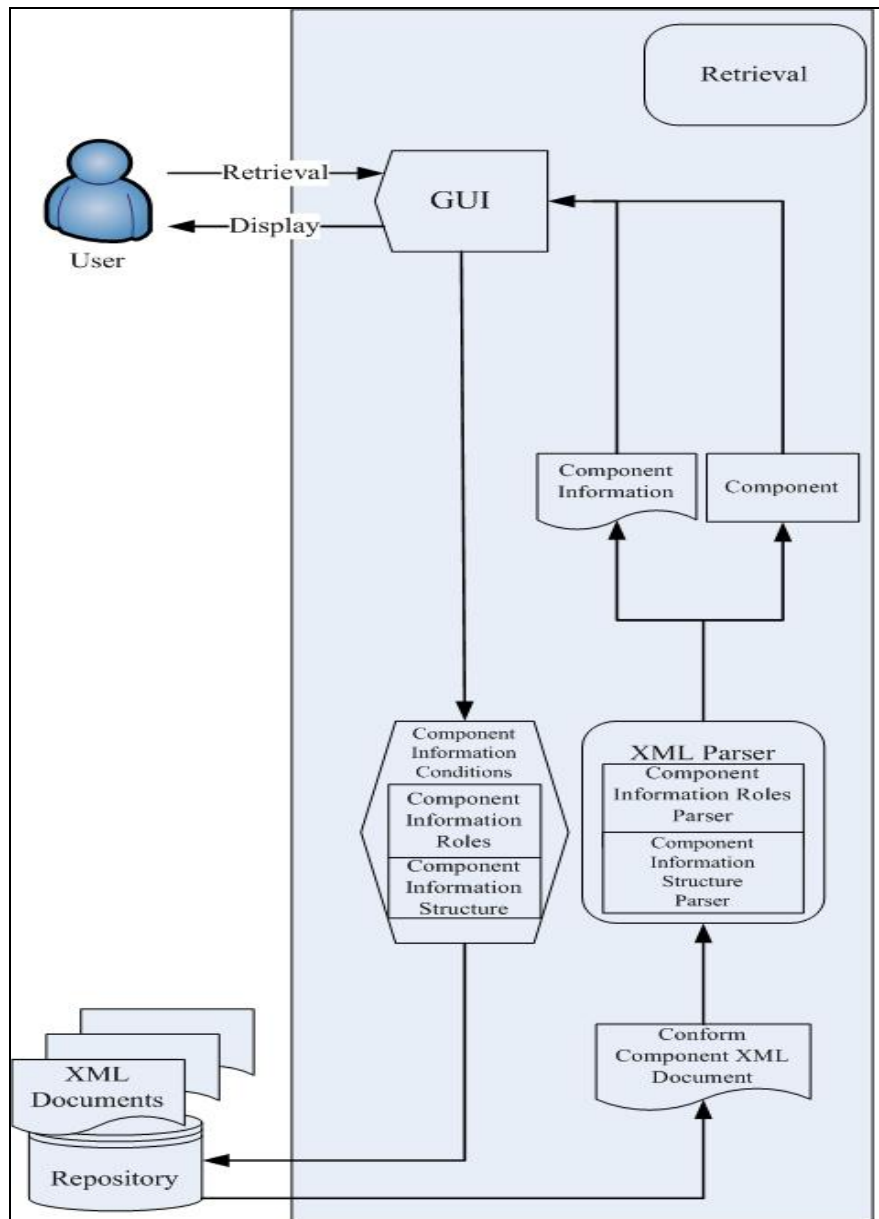 Retrieval
Retrieval
GUI
Display
User
Component
Information
Component
Component
Information
Conditions
Component
Information
Roles
Component
Information
Structure
XML Parser
Component
Information Roles
Parser
Component
Information
Structure
Parser
Conform
Component XML
Document
XML
Documents
Repository